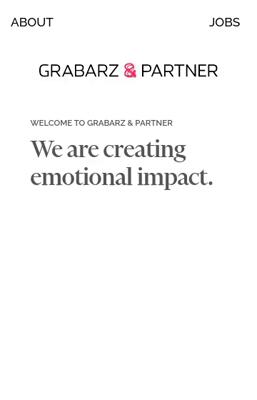 ABOUT JOBS
GRABARZ & PARTNER
WELCOME TO GRABARZ & PARTNER
We are creating
emotional impact.